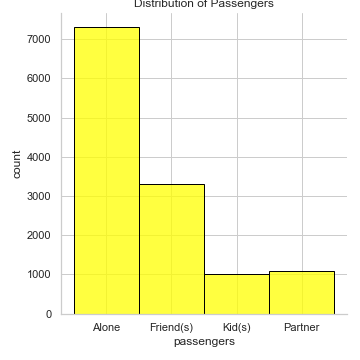 Distribution of Passengers
7000
6000
5000
4000
3000
2000
1000
0
count
Alone Friend(s) Kid(s) Partner
passengers